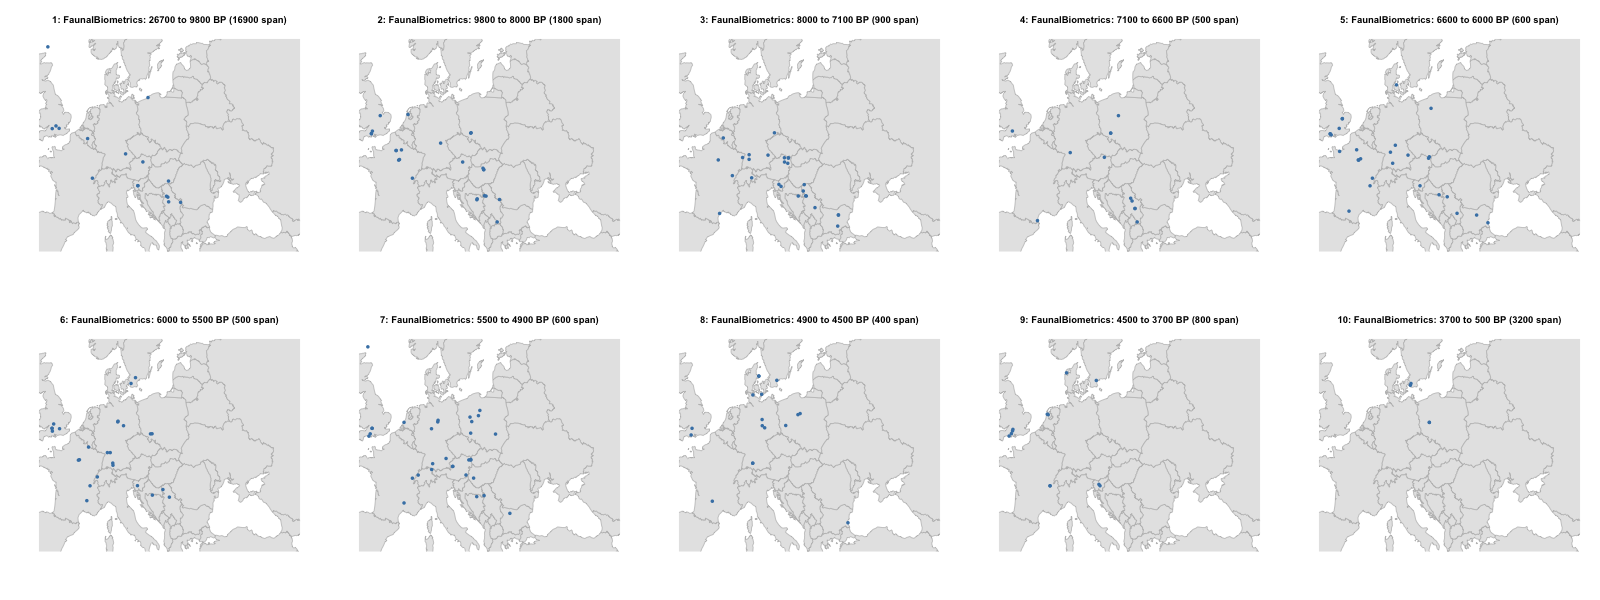 1: FaunalBiometrics: 26700 to 9800 BP (16900 span)
2: FaunalBiometrics: 9800 to 8000 BP (1800 span)
3: FaunalBiometrics: 8000 to 7100 BP (900 span)
4: FaunalBiometrics: 7100 to 6600 BP (500 span)
5: FaunalBiometrics: 6600 to 6000 BP (600 span)
6: FaunalBiometrics: 6000 to 5500 BP (500 span)
7: FaunalBiometrics: 5500 to 4900 BP (600 span)
8: FaunalBiometrics: 4900 to 4500 BP (400 span)
9: FaunalBiometrics: 4500 to 3700 BP (800 span)
10: FaunalBiometrics: 3700 to 500 BP (3200 span)